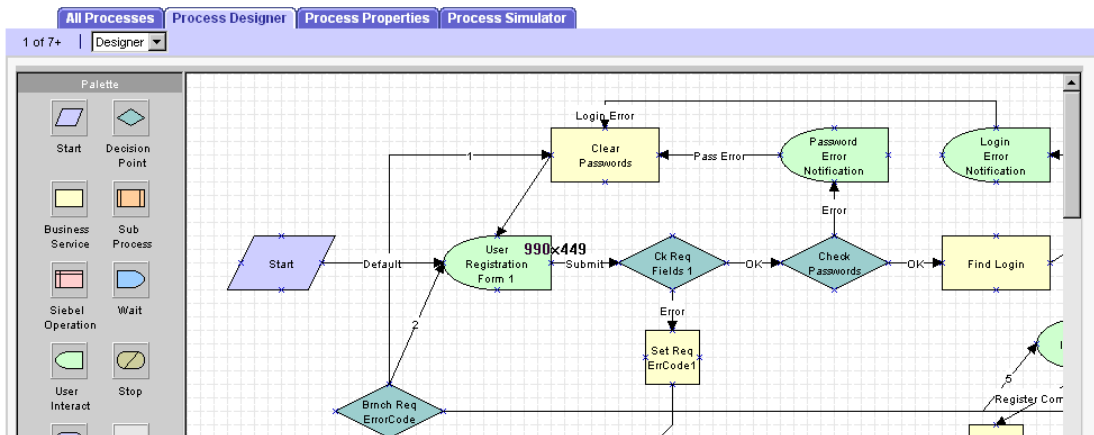 All Processes
Process Designer
Process Properties
Process Simulator
1 of 7+
Designer
Palette
Start
Decision
Point
Business
Service
Sub
Process
Siebel
Operation
Wait
User
Interact
Stop
Login Error
Clear
Passwords
1
Pass Error
Password
Error
Notification
Login
Error
Notification
Error
Start
Default
User
Registration
Form 1
990×449
Submit
Ck Req
Fields 1
OK
Check
Passwords
OK
Find Login
2
Error
Set Req
ErrCode1
5
Register Com
Brnch Req
ErrorCode